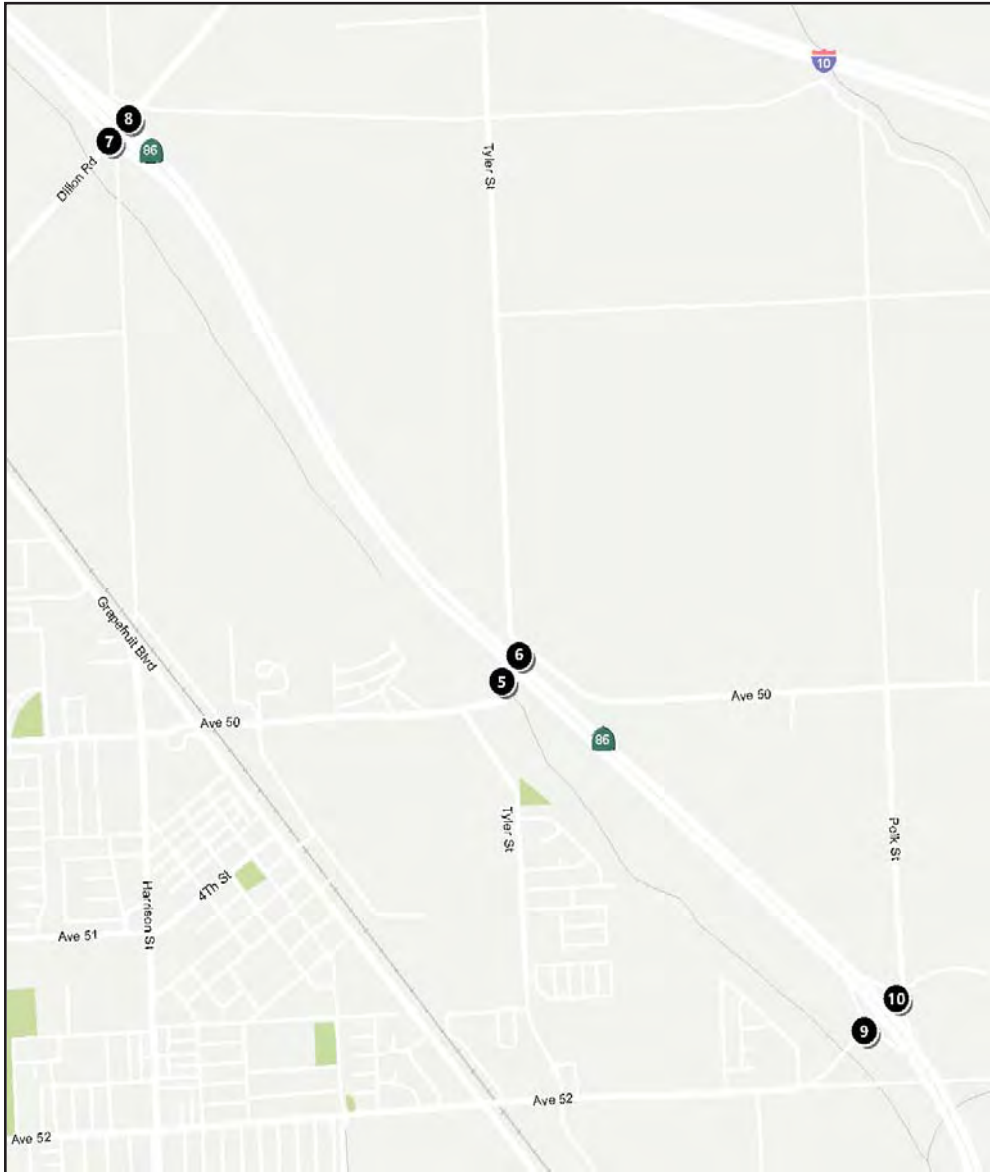 10
8
7
86
Dillon Rd
Tyler St
Grapefruit Blvd
6
5
Ave 50
Ave 50
86
Tyler St
Polk St
4Th St
Harrison St
Ave 51
10
9
Ave 52
Ave 52